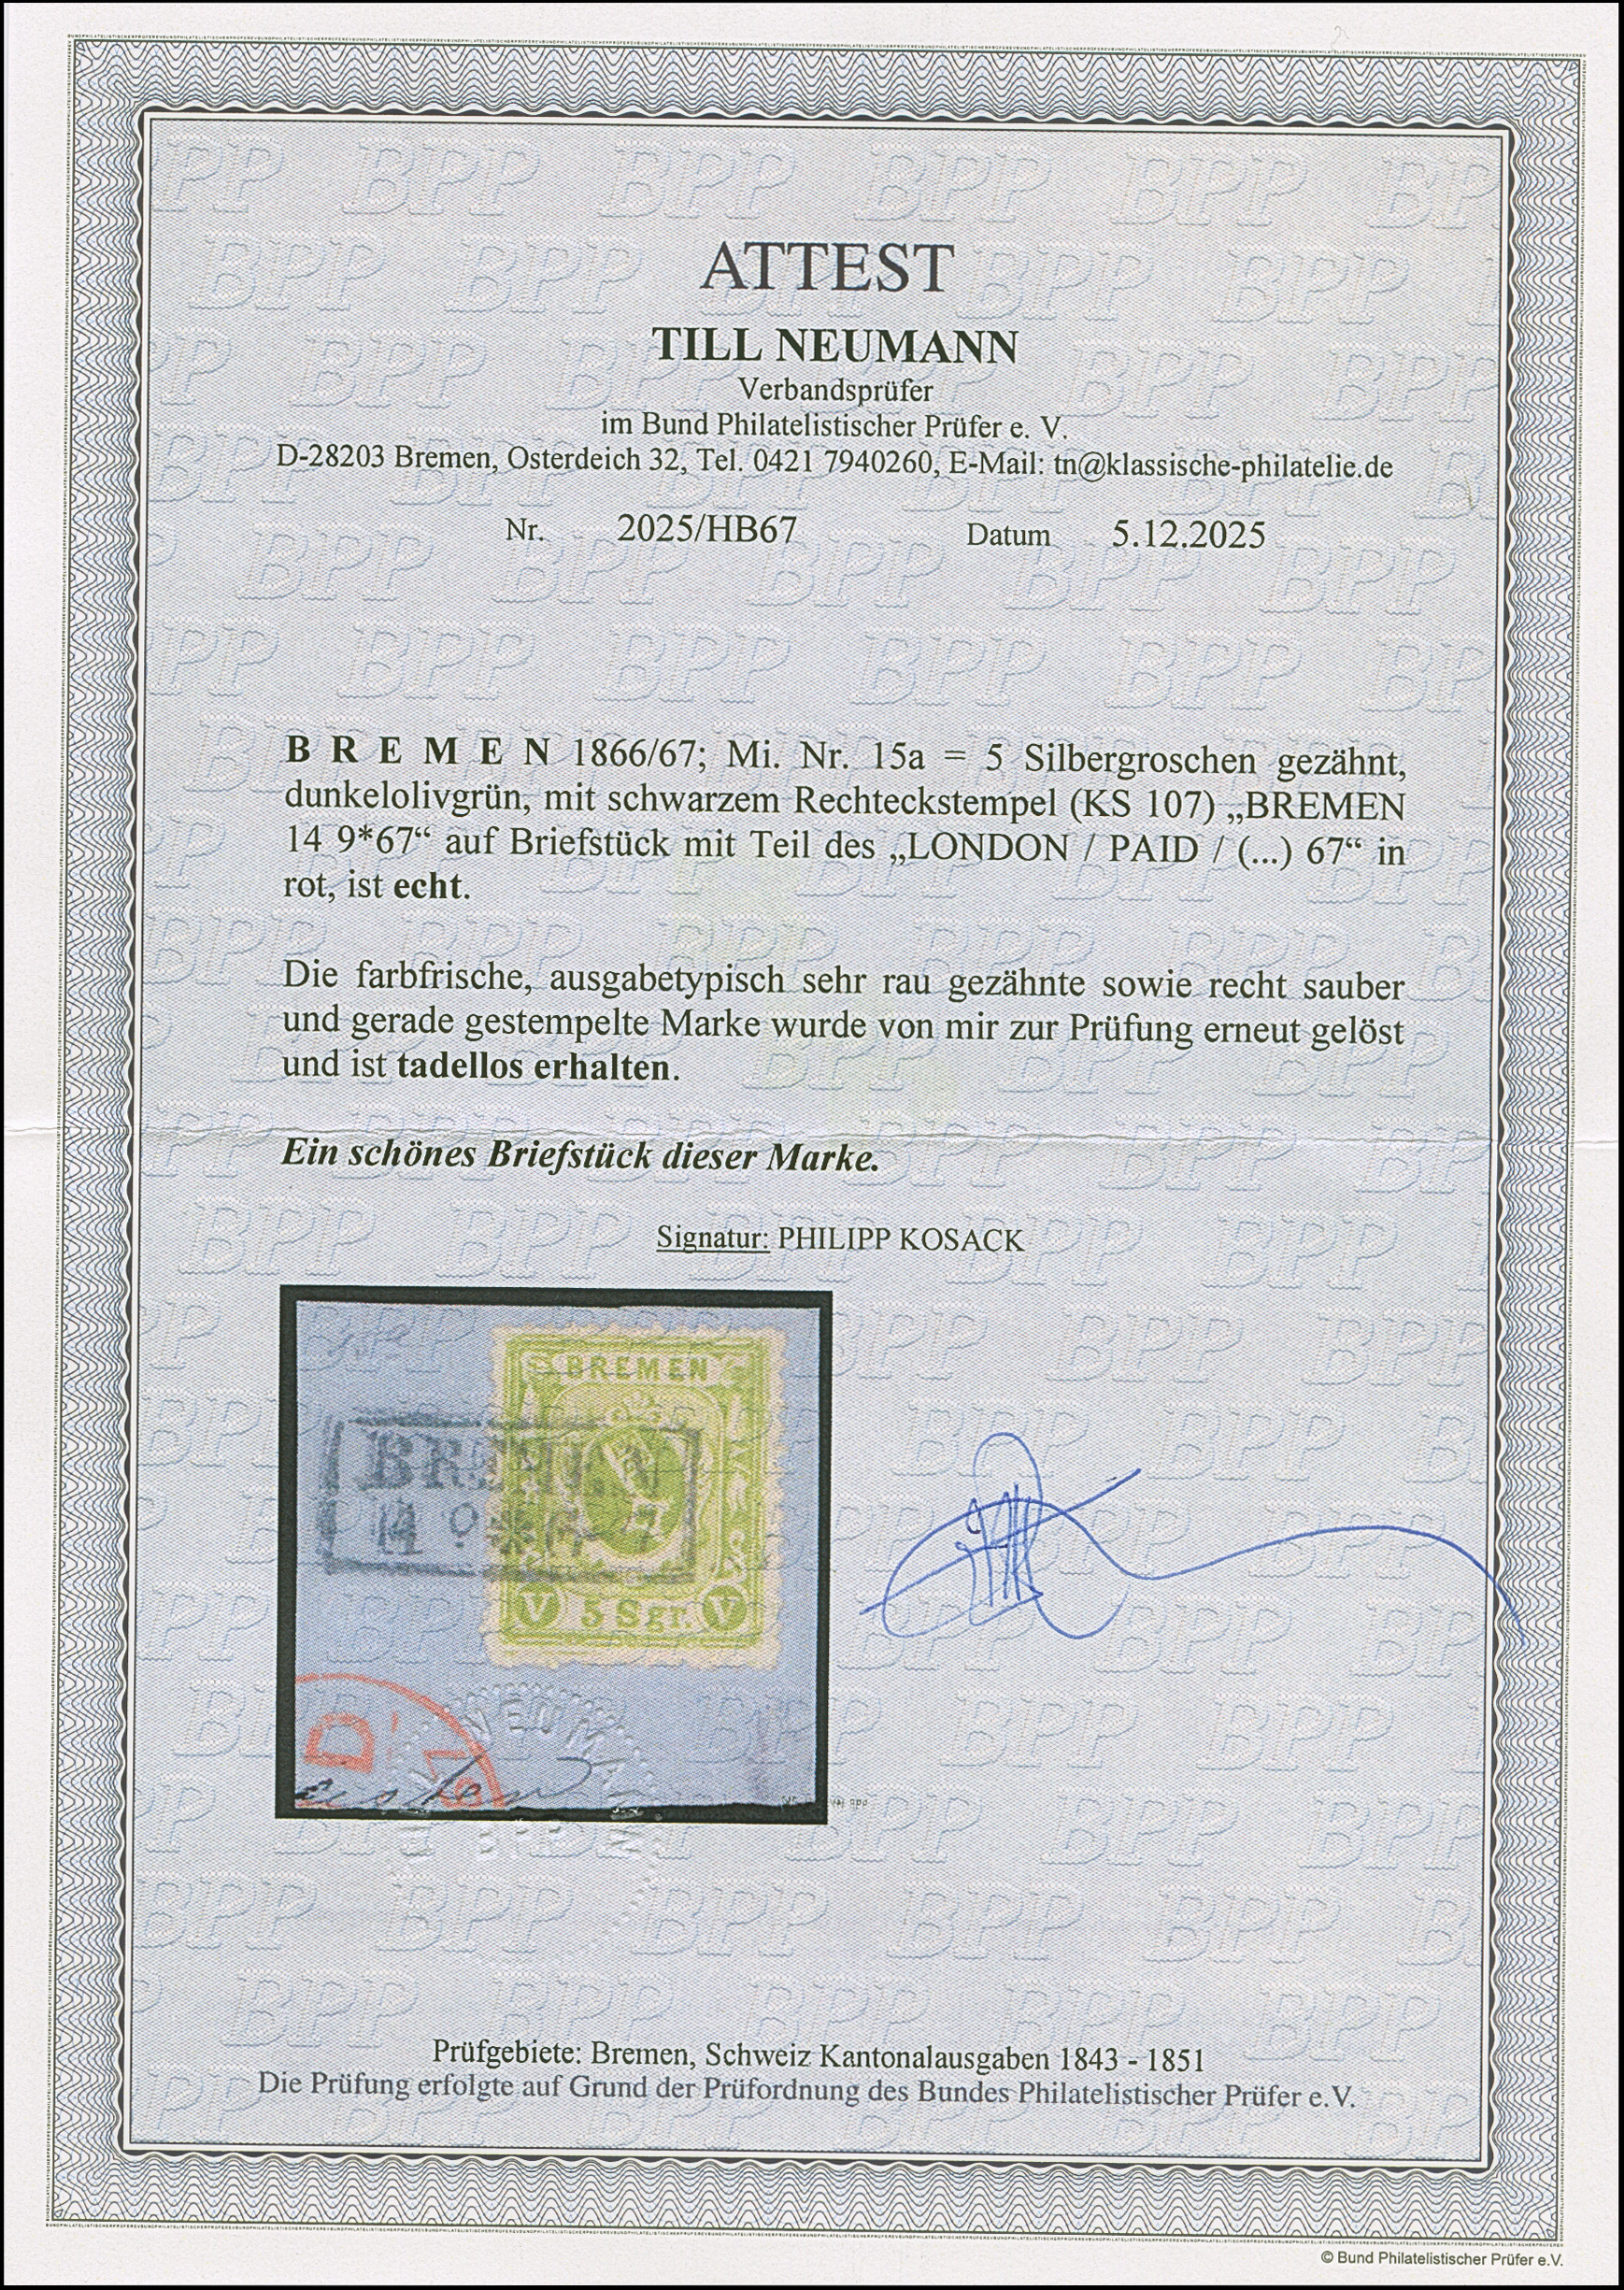 ATTEST
TILL NEUMANN
Verbandsprüfer
im Bund Philatelistischer Prüfer e. V.
D-28203 Bremen, Osterdeich 32, Tel. 0421 7940260, E-Mail: tn@klassische-philatelie.de
Nr. 2025/HB67 Datum 5.12.2025
B R E M E N 1866/67; Mi. Nr. 15a = 5 Silbergroschen gezähnt,
dunkelolivgrün, mit schwarzem Rechteckstempel (KS 107) „BREMEN
14 9*67“ auf Briefstück mit Teil des „LONDON / PAID / (...) 67“ in
rot, ist echt.
Die farbfrische, ausgabetypisch sehr rau gezähnte sowie recht sauber
und gerade gestempelte Marke wurde von mir zur Prüfung erneut gelöst
und ist tadellos erhalten.
Ein schönes Briefstück dieser Marke.
Signatur: PHILIPP KOSACK
BREMEN
BREMEN
14 9*67
V 5 Sgr. V
D
Prüfgebiete: Bremen, Schweiz Kantonalausgaben 1843 - 1851
Die Prüfung erfolgte auf Grund der Prüfordnung des Bundes Philatelistischer Prüfer e.V.
© Bund Philatelistischer Prüfer e.V.